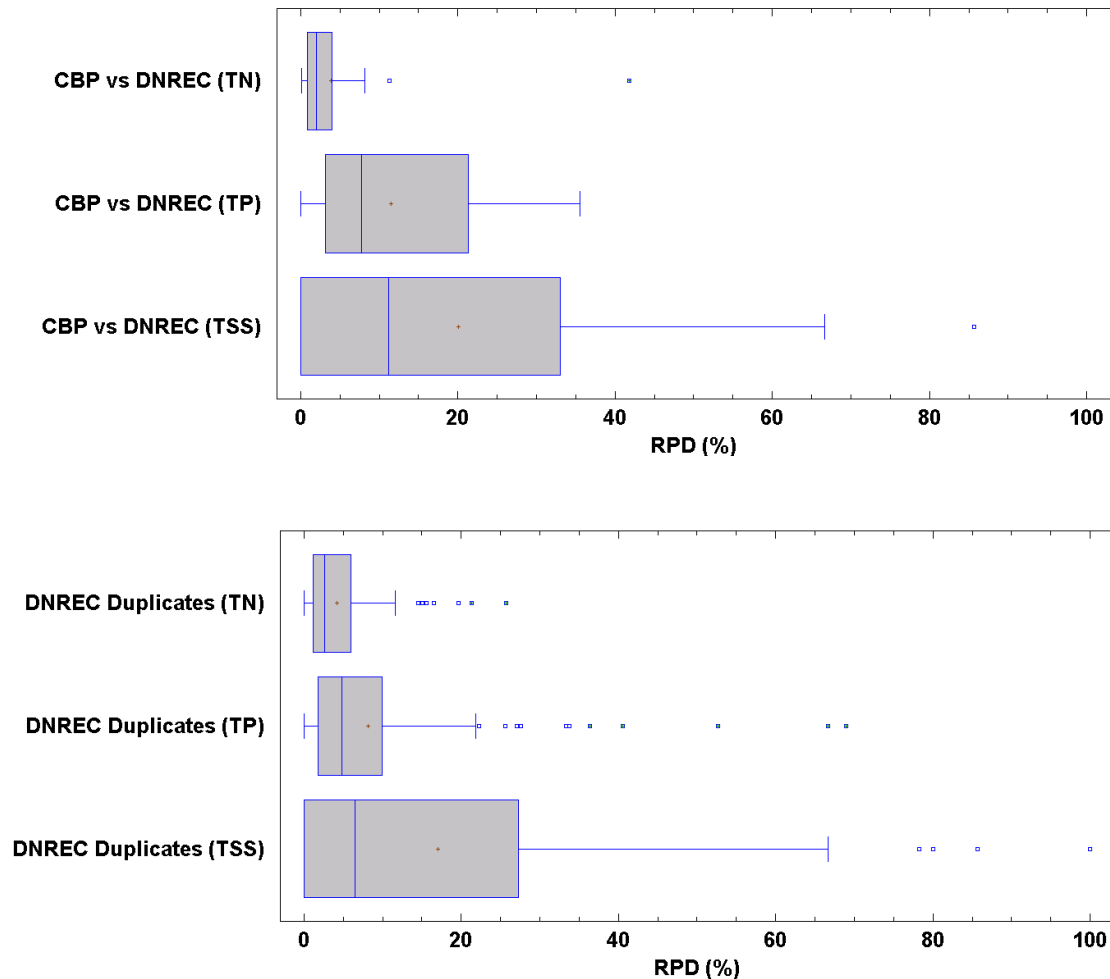 CBP vs DNREC (TN)
CBP vs DNREC (TP)
CBP vs DNREC (TSS)
0 20 40 60 80 100
RPD (%)
DNREC Duplicates (TN)
DNREC Duplicates (TP)
DNREC Duplicates (TSS)
0 20 40 60 80 100
RPD (%)